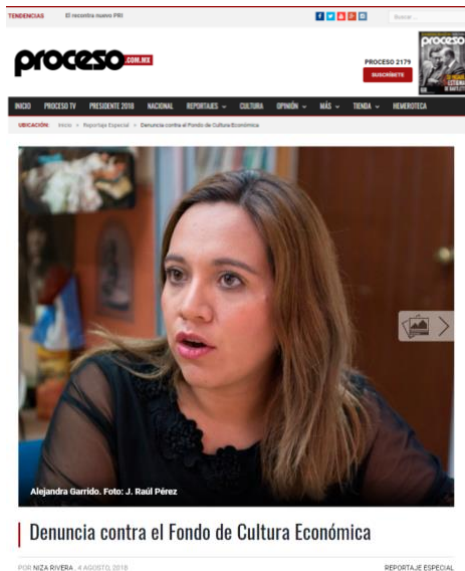 TENDENCIAS El recontra nuevo PRI
Buscar ...
proceso .COM.MX
PROCESO 2179
SUSCRÍBETE
proceso
INICIO PROCESO TV PRESIDENTE 2018 NACIONAL REPORTAJES CULTURA OPINIÓN MÁS TIENDA HEMEROTECA
UBICACIÓN: Inicio » Reportaje Especial » Denuncia contra el Fondo de Cultura Económica
Alejandra Garrido. Foto: J. Raúl Pérez
Denuncia contra el Fondo de Cultura Económica
POR NIZA RIVERA , 4 AGOSTO, 2018
REPORTAJE ESPECIAL